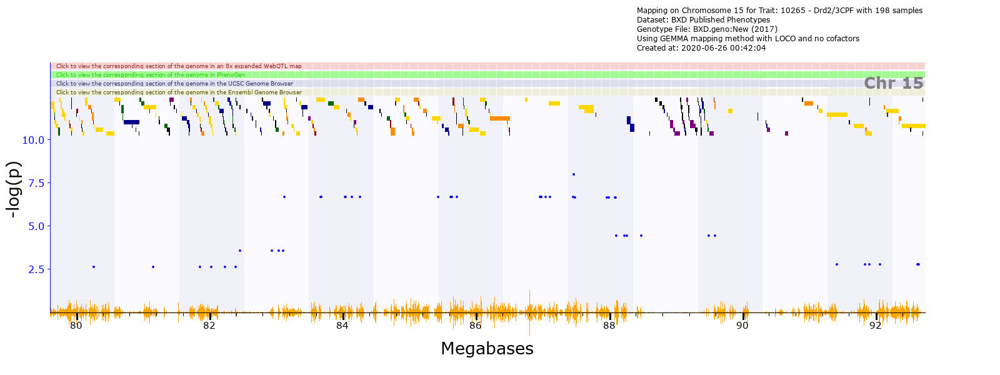 Mapping on Chromosome 15 for Trait: 10265 - Drd2/3CPF with 198 samples
Dataset: BXD Published Phenotypes
Genotype File: BXD.geno:New (2017)
Using GEMMA mapping method with LOCO and no cofactors
Created at: 2020-06-26 00:42:04
Click to view the corresponding section of the genome in an 8x expanded WebQTL map
Click to view the corresponding section of the genome in PhenoGen
Click to view the corresponding section of the genome in the UCSC Genome Browser
Click to view the corresponding section of the genome in the Ensembl Genome Browser
Chr 15
10.0
7.5
5.0
2.5
-log(p)
80 82 84 86 88 90 92
Megabases